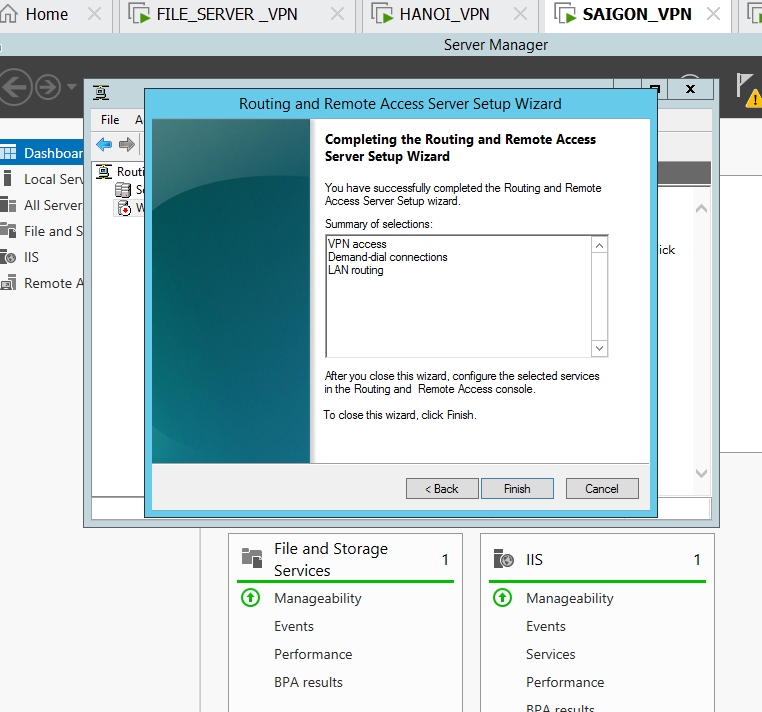 Home
FILE_SERVER _VPN
HANOI_VPN
SAIGON_VPN
Server Manager
Routing and Remote Access Server Setup Wizard
File
Dashboar
Local Serv
All Server
File and S
IIS
Remote A
Routi
Completing the Routing and Remote Access
Server Setup Wizard
You have successfully completed the Routing and Remote
Access Server Setup wizard.
Summary of selections:
VPN access
Demand-dial connections
LAN routing
ick
After you close this wizard, configure the selected services
in the Routing and Remote Access console.
To close this wizard, click Finish.
< Back
Finish
Cancel
File and Storage
Services
1
Manageability
Events
Performance
BPA results
IIS
1
Manageability
Events
Services
Performance
BPA results